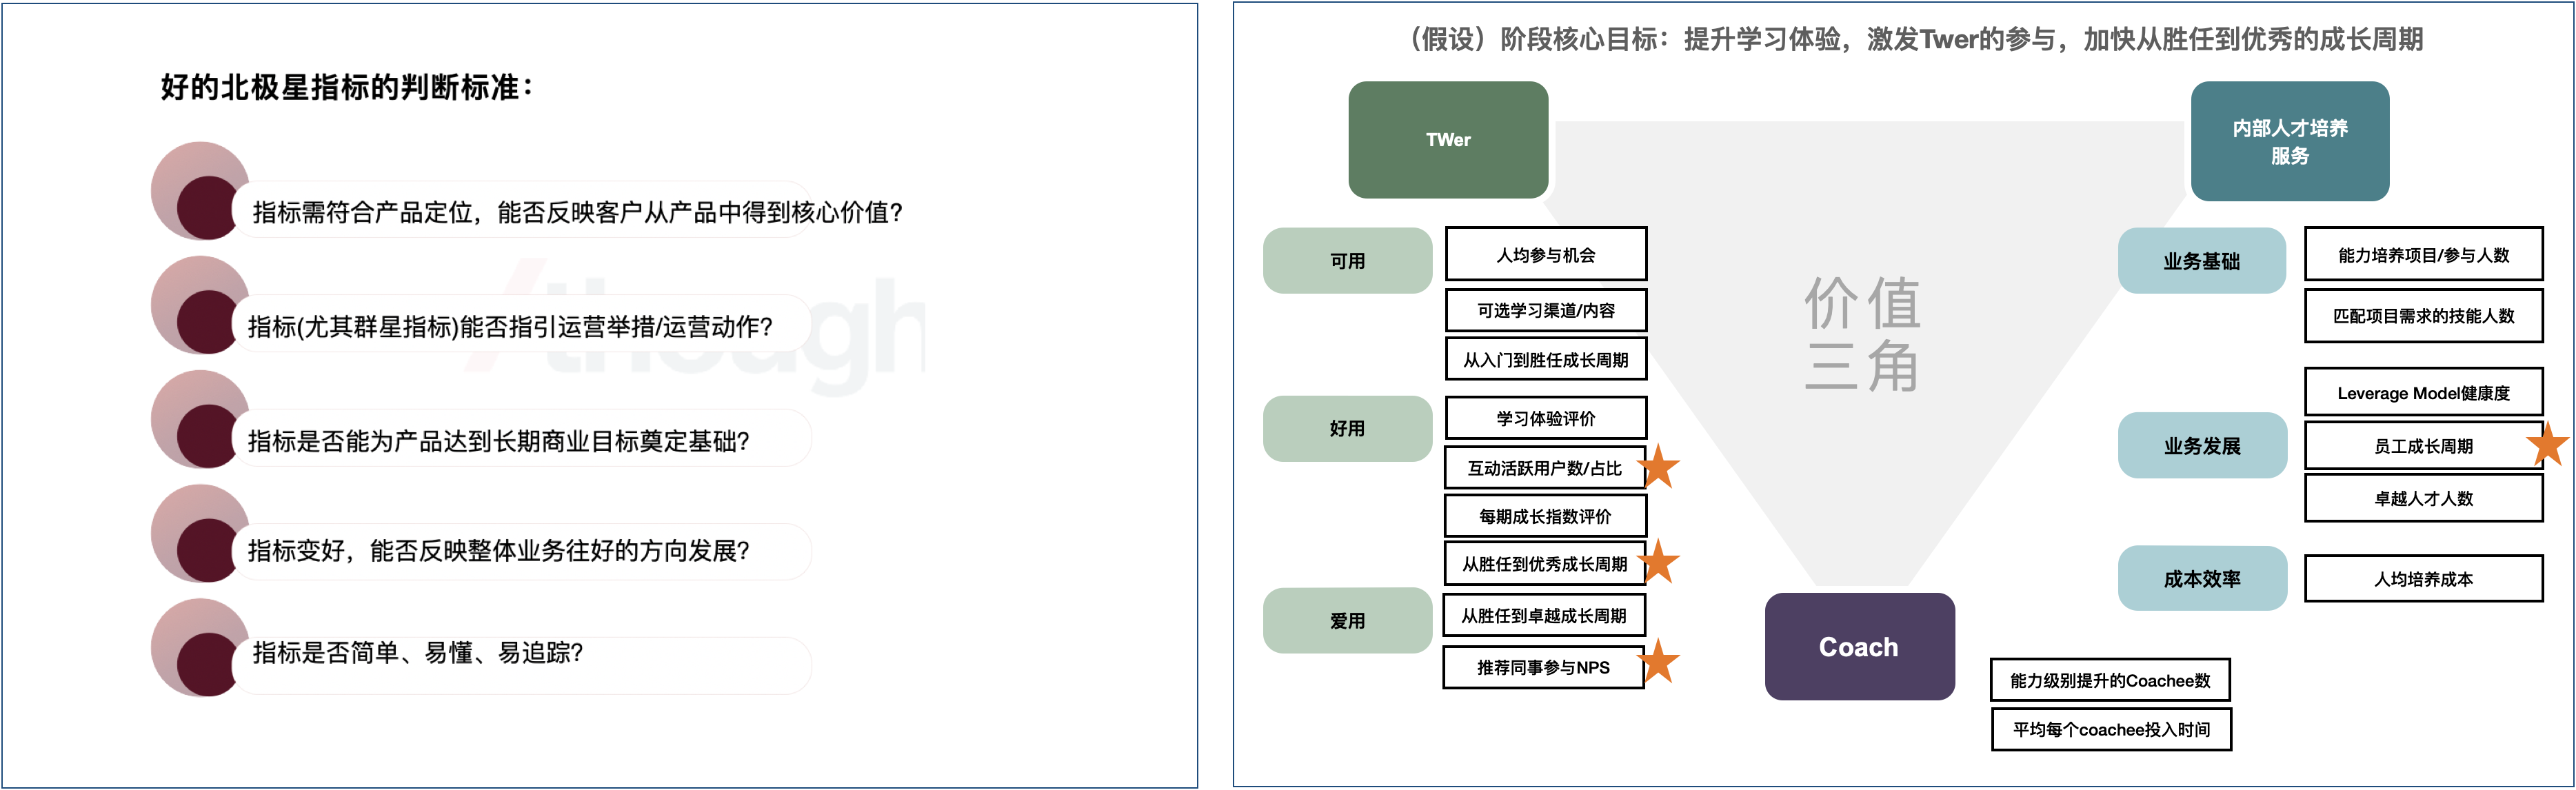 好的北极星指标的判断标准：
指标需符合产品定位，能否反映客户从产品中得到核心价值？
指标(尤其群星指标)能否指引运营举措/运营动作？
指标是否能为产品达到长期商业目标奠定基础？
指标变好，能否反映整体业务往好的方向发展？
指标是否简单、易懂、易追踪？
/though
（假设）阶段核心目标：提升学习体验，激发Twer的参与，加快从胜任到优秀的成长周期
TWer
内部人才培养
服务
价值
三角
Coach
可用
人均参与机会
可选学习渠道/内容
从入门到胜任成长周期
好用
学习体验评价
互动活跃用户数/占比
每期成长指数评价
从胜任到优秀成长周期
爱用
从胜任到卓越成长周期
推荐同事参与NPS
业务基础
能力培养项目/参与人数
匹配项目需求的技能人数
业务发展
Leverage Model健康度
员工成长周期
卓越人才人数
成本效率
人均培养成本
能力级别提升的Coachee数
平均每个coachee投入时间